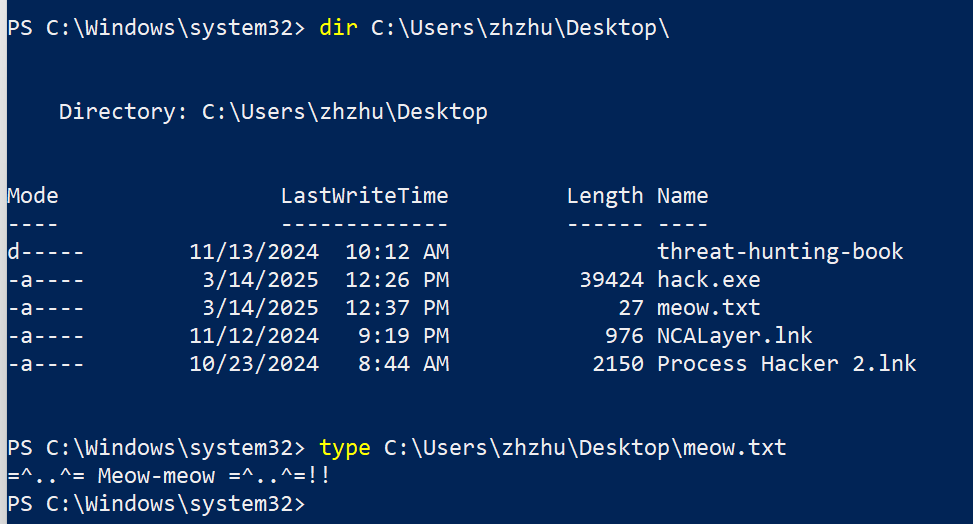 PS C:\Windows\system32> dir C:\Users\zhzhu\Desktop\
Directory: C:\Users\zhzhu\Desktop
Mode                LastWriteTime         Length Name
----                -------------         ------ ----
d-----       11/13/2024  10:12 AM                threat-hunting-book
-a----        3/14/2025  12:26 PM          39424 hack.exe
-a----        3/14/2025  12:37 PM             27 meow.txt
-a----       11/12/2024   9:19 PM            976 NCALayer.lnk
-a----       10/23/2024   8:44 AM           2150 Process Hacker 2.lnk
PS C:\Windows\system32> type C:\Users\zhzhu\Desktop\meow.txt
=^..^= Meow-meow =^..^=!!
PS C:\Windows\system32>